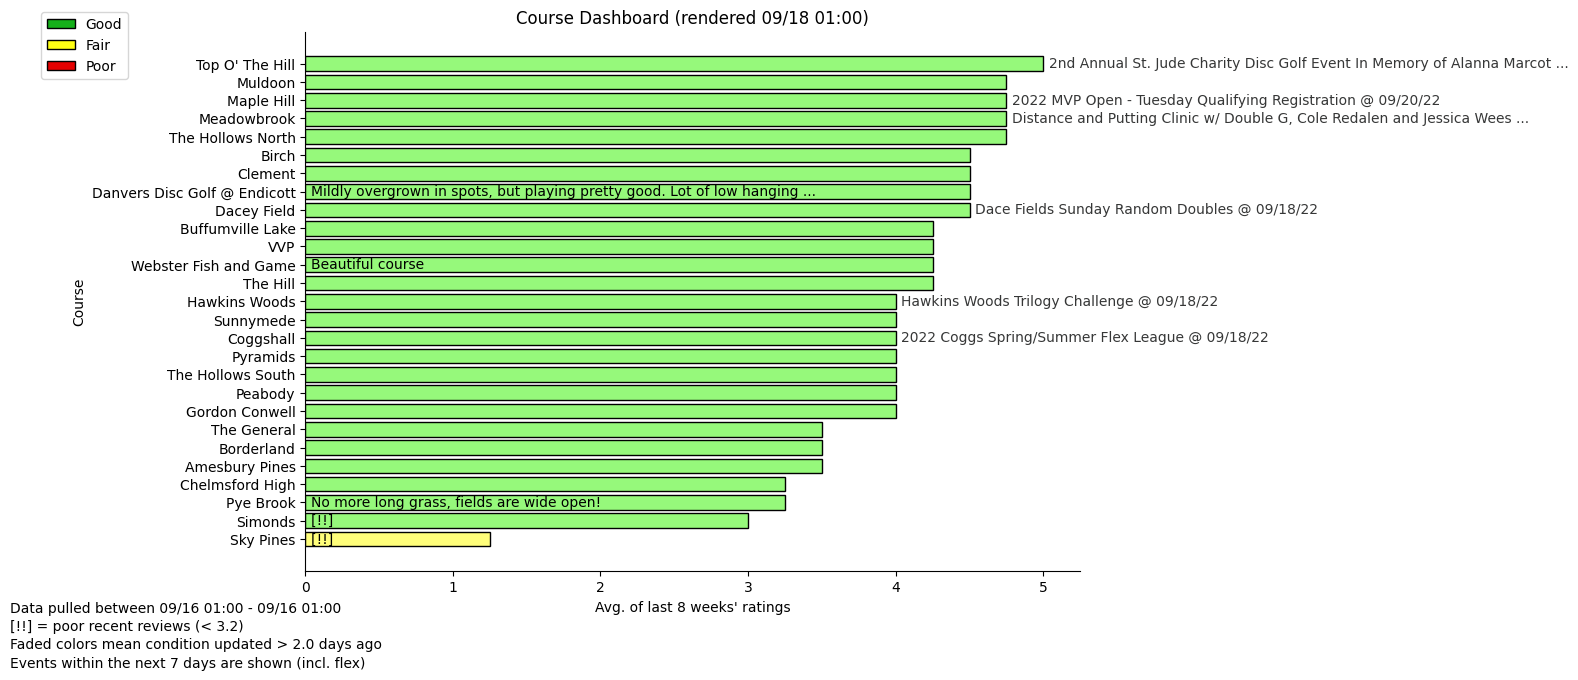 Course Dashboard (rendered 09/18 01:00)
Good
Fair
Poor
Course
Top O' The Hill 2nd Annual St. Jude Charity Disc Golf Event In Memory of Alanna Marcot ...
Muldoon
Maple Hill 2022 MVP Open - Tuesday Qualifying Registration @ 09/20/22
Meadowbrook Distance and Putting Clinic w/ Double G, Cole Redalen and Jessica Wees ...
The Hollows North
Birch
Clement
Danvers Disc Golf @ Endicott Mildly overgrown in spots, but playing pretty good. Lot of low hanging ...
Dacey Field Dace Fields Sunday Random Doubles @ 09/18/22
Buffumville Lake
VVP
Webster Fish and Game Beautiful course
The Hill
Hawkins Woods Hawkins Woods Trilogy Challenge @ 09/18/22
Sunnymede
Coggshall 2022 Coggs Spring/Summer Flex League @ 09/18/22
Pyramids
The Hollows South
Peabody
Gordon Conwell
The General
Borderland
Amesbury Pines
Chelmsford High
Pye Brook No more long grass, fields are wide open!
Simonds [!!]
Sky Pines [!!]
0 1 2 3 4 5
Avg. of last 8 weeks' ratings
Data pulled between 09/16 01:00 - 09/16 01:00
[!!] = poor recent reviews (< 3.2)
Faded colors mean condition updated > 2.0 days ago
Events within the next 7 days are shown (incl. flex)